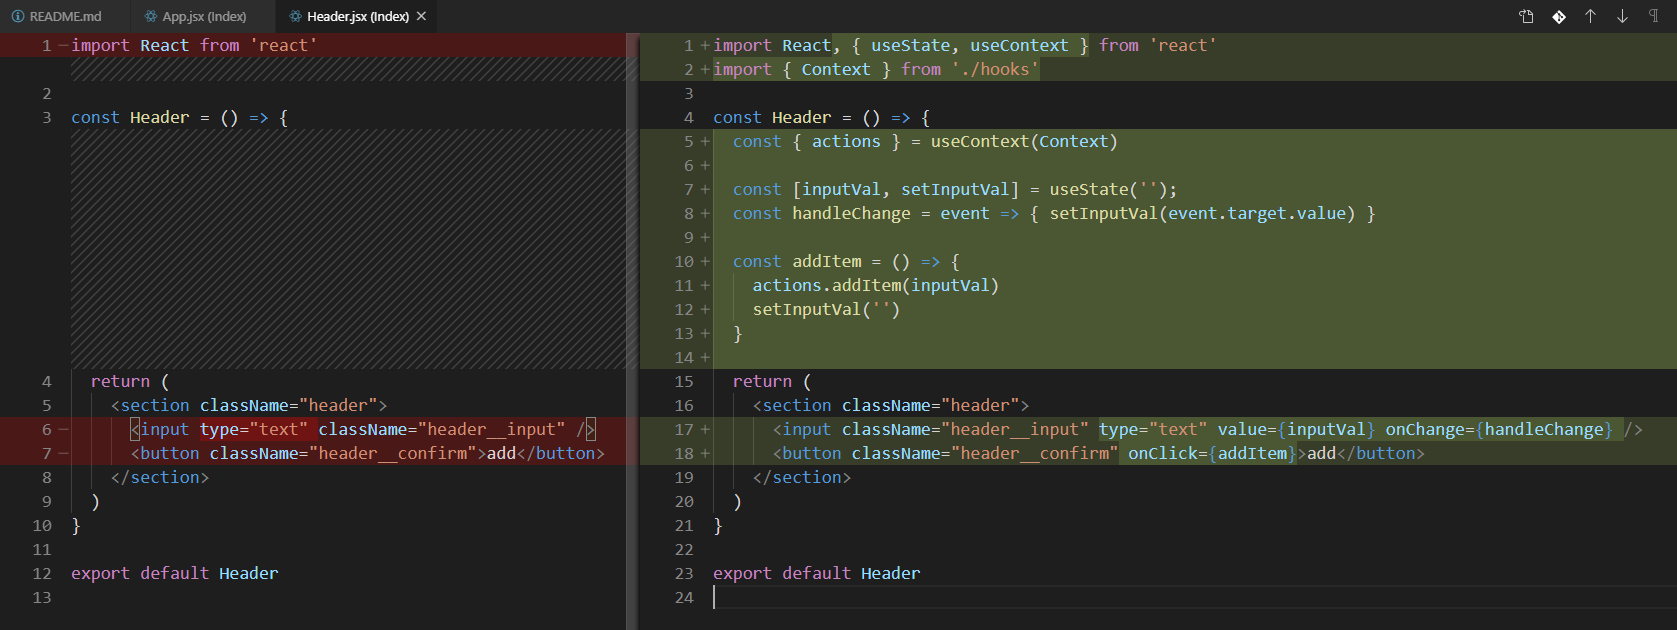 README.md App.jsx (Index) Header.jsx (Index)
1 import React from 'react'
2
3 const Header = () => {
4 return (
5 <section className="header">
6 <input type="text" className="header__input" />
7 <button className="header__confirm">add</button>
8 </section>
9 )
10 }
11
12 export default Header
13
1 + import React, { useState, useContext } from 'react'
2 + import { Context } from './hooks'
3
4 const Header = () => {
5 + const { actions } = useContext(Context)
6 +
7 + const [inputVal, setInputVal] = useState('');
8 + const handleChange = event => { setInputVal(event.target.value) }
9 +
10 + const addItem = () => {
11 + actions.addItem(inputVal)
12 + setInputVal('')
13 + }
14 +
15 return (
16 <section className="header">
17 + <input className="header__input" type="text" value={inputVal} onChange={handleChange} />
18 + <button className="header__confirm" onClick={addItem}>add</button>
19 </section>
20 )
21 }
22
23 export default Header
24